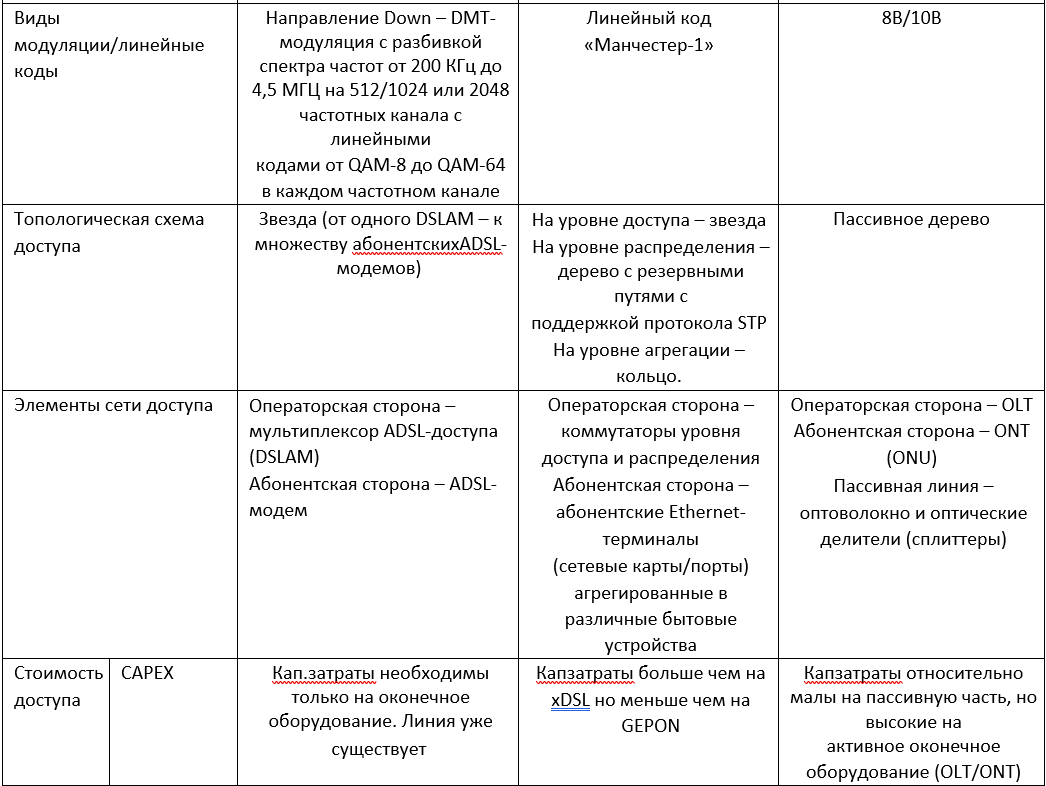 Виды
модуляции/линейные
коды
Направление Down – DMT-
модуляция с разбивкой
спектра частот от 200 КГц до
4,5 МГЦ на 512/1024 или 2048
частотных канала с
линейными
кодами от QAM-8 до QAM-64
в каждом частотном канале
Линейный код
«Манчестер-1»
8В/10В
Топологическая схема
доступа
Звезда (от одного DSLAM – к
множеству абонентскихADSL-
модемов)
На уровне доступа – звезда
На уровне распределения –
дерево с резервными
путями с
поддержкой протокола STP
На уровне агрегации –
кольцо.
Пассивное дерево
Элементы сети доступа
Операторская сторона –
мультиплексор ADSL-доступа
(DSLAM)
Абонентская сторона – ADSL-
модем
Операторская сторона –
коммутаторы уровня
доступа и распределения
Абонентская сторона –
абонентские Ethernet-
терминалы
(сетевые карты/порты)
агрегированные в
различные бытовые
устройства
Операторская сторона – OLT
Абонентская сторона – ONT
(ONU)
Пассивная линия –
оптоволокно и оптические
делители (сплиттеры)
Стоимость
доступа
CAPEX
Кап.затраты необходимы
только на оконечное
оборудование. Линия уже
существует
Капзатраты больше чем на
xDSL но меньше чем на
GEPON
Капзатраты относительно
малы на пассивную часть, но
высокие на
активное оконечное
оборудование (OLT/ONT)